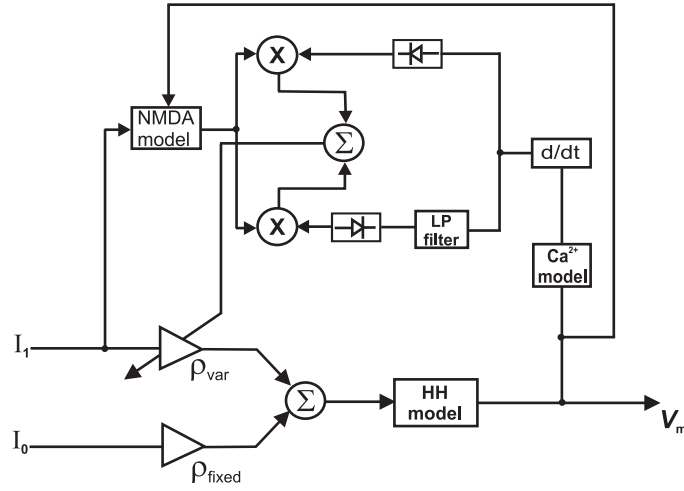 X
NMDA
model
Σ
d/dt
X
LP
filter
Ca²⁺
model
I₁
ρvar
Σ
HH
model
Vm
I₀
ρfixed